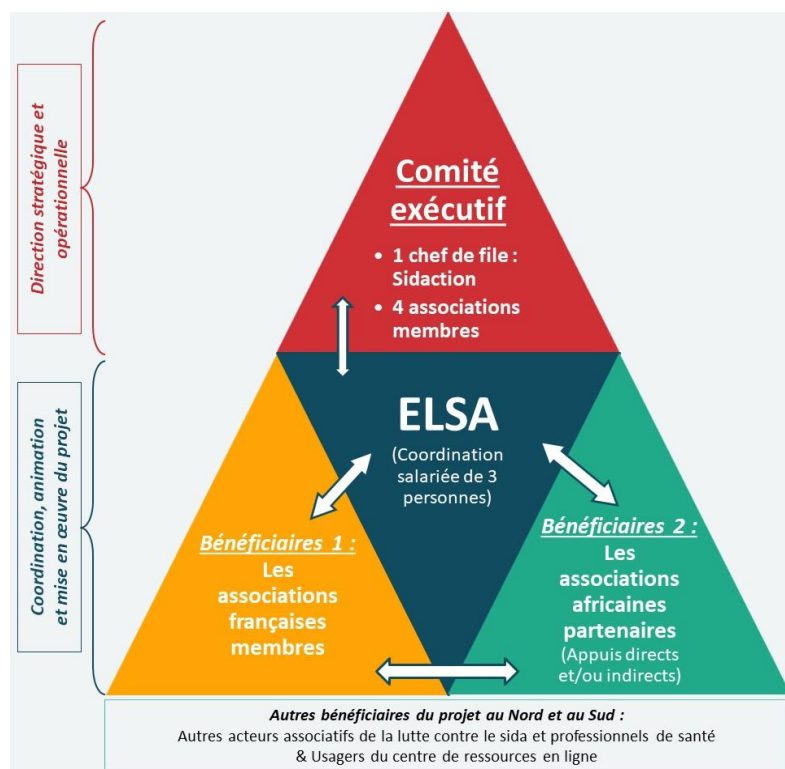 Direction stratégique et
opérationnelle
Comité
exécutif
• 1 chef de file :
Sidaction
• 4 associations
membres
Coordination, animation
et mise en œuvre du projet
ELSA
(Coordination
salariée de 3
personnes)
Bénéficiaires 1 :
Les
associations
françaises
membres
Bénéficiaires 2 :
Les
associations
africaines
partenaires
(Appuis directs
et/ou indirects)
Autres bénéficiaires du projet au Nord et au Sud :
Autres acteurs associatifs de la lutte contre le sida et professionnels de santé
& Usagers du centre de ressources en ligne